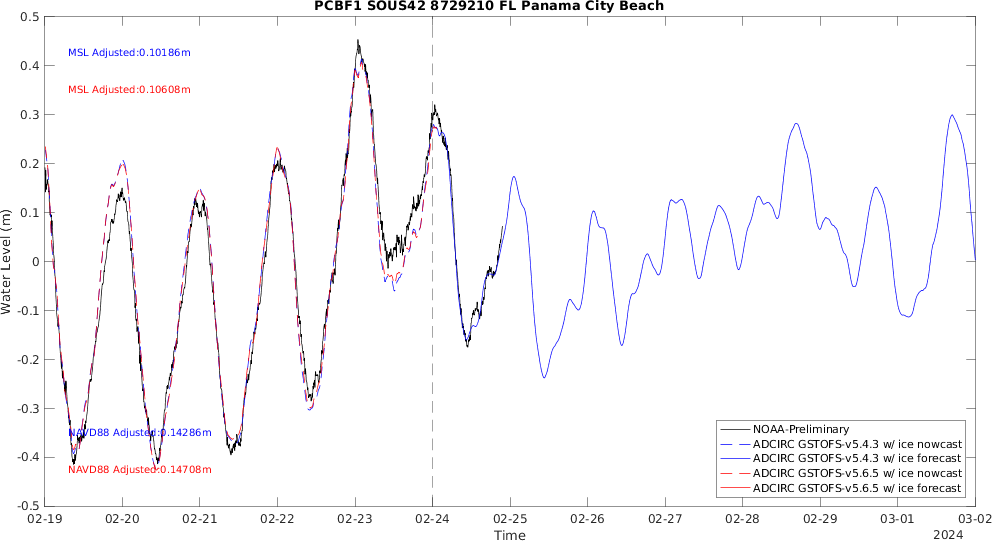 PCBF1 SOUS42 8729210 FL Panama City Beach
0.5
0.4
0.3
0.2
0.1
0
-0.1
-0.2
-0.3
-0.4
-0.5
Water Level (m)
MSL Adjusted:0.10186m
MSL Adjusted:0.10608m
NAVD88 Adjusted:0.14286m
NAVD88 Adjusted:0.14708m
NOAA-Preliminary
ADCIRC GSTOFS-v5.4.3 w/ ice nowcast
ADCIRC GSTOFS-v5.4.3 w/ ice forecast
ADCIRC GSTOFS-v5.6.5 w/ ice nowcast
ADCIRC GSTOFS-v5.6.5 w/ ice forecast
02-19 02-20 02-21 02-22 02-23 02-24 02-25 02-26 02-27 02-28 02-29 03-01 03-02
Time
2024